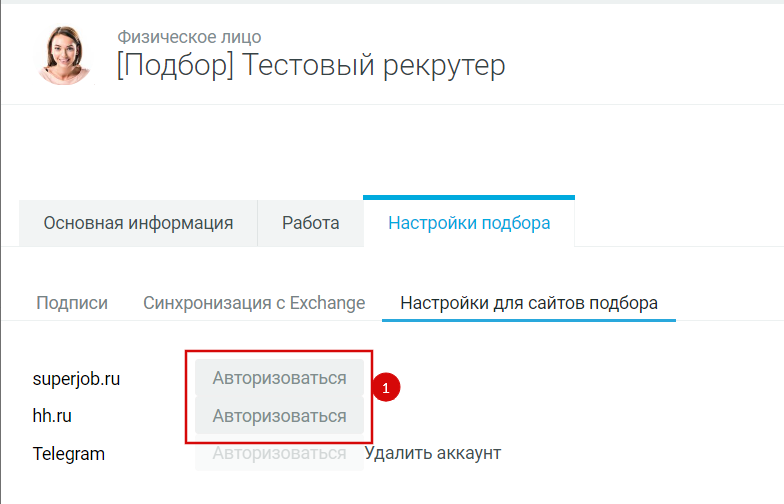 Физическое лицо
[Подбор] Тестовый рекрутер
Основная информация Работа Настройки подбора
Подписи Синхронизация с Exchange Настройки для сайтов подбора
superjob.ru Авторизоваться 1
hh.ru Авторизоваться
Telegram Авторизоваться Удалить аккаунт